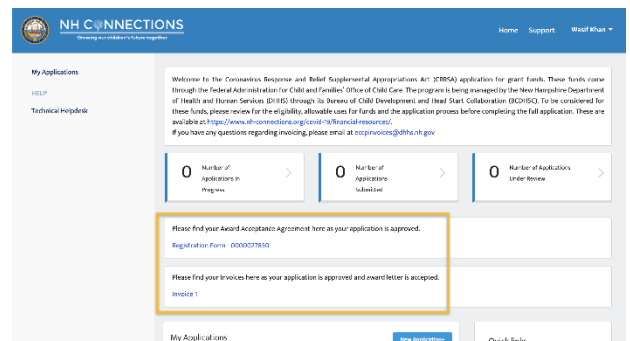 NH CONNECTIONS
Growing our children's future together
Home Support Wasif Khan
My Applications
HELP
Technical Helpdesk
Welcome to the Coronavirus Response and Relief Supplemental Appropriations Act (CRRSA) application for grant funds. These funds come
through the Federal Administration for Child and Families' Office of Child Care. The program is being managed by the New Hampshire Department
of Health and Human Services (DHHS) through its Bureau of Child Development and Head Start Collaboration (BCDHSC). To be considered for
these funds, please review for the eligibility, allowable uses for funds and the application process before completing the full application. These are
available at https://www.nh-connections.org/covid-19/financial-resources/.
If you have any questions regarding invoicing, please email at eccpinvoices@dhhs.nh.gov
0 Number of Applications in Progress
0 Number of Applications Submitted
0 Number of Applications Under Review
Please find your Award Acceptance Agreement here as your application is approved.
Registration Form - 0000027850
Please find your Invoices here as your application is approved and award letter is accepted.
Invoice 1
My Applications
New Application
Quick links